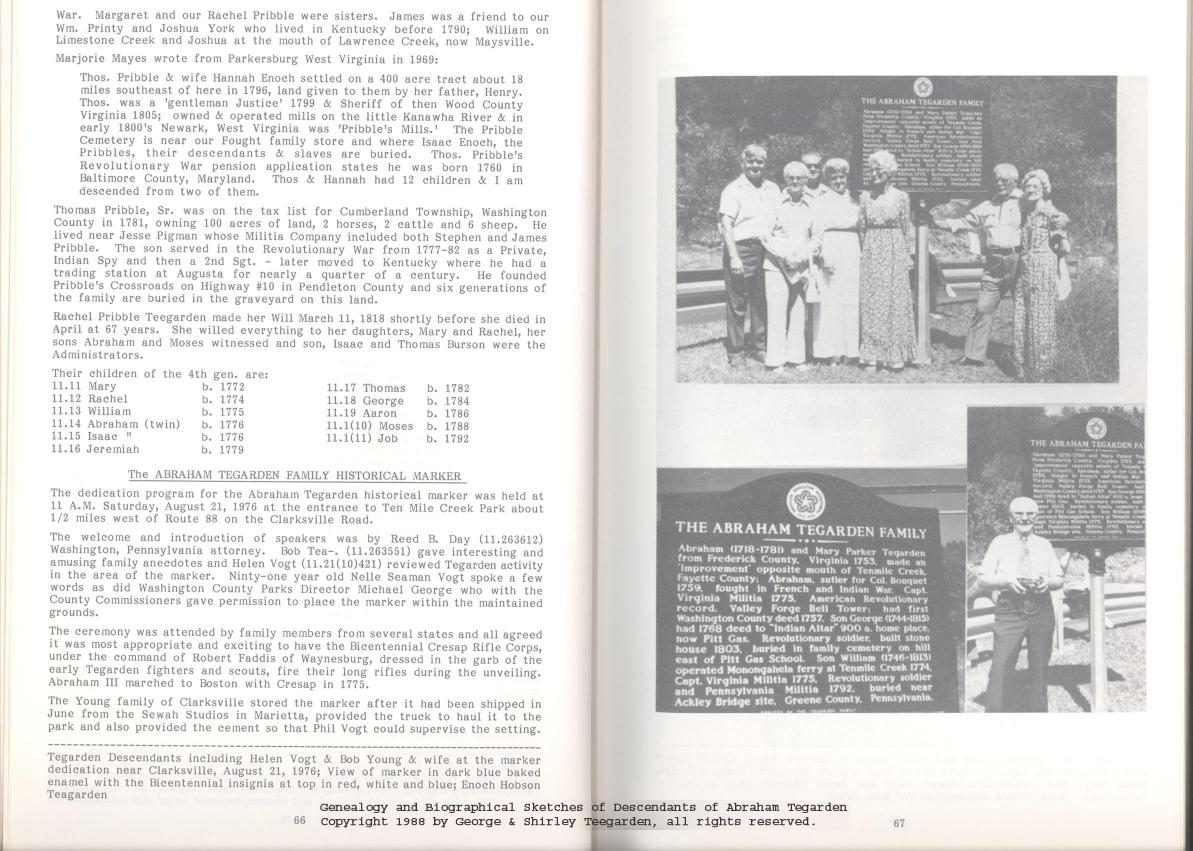 War. Margaret and our Rachel Pribble were sisters. James was a friend to our
Wm. Printy and Joshua York who lived in Kentucky before 1790; William on
Limestone Creek and Joshua at the mouth of Lawrence Creek, now Maysville.
Marjorie Mayes wrote from Parkersburg West Virginia in 1969:
Thos. Pribble & wife Hannah Enoch settled on a 400 acre tract about 18
miles southeast of here in 1796, land given to them by her father, Henry.
Thos. was a 'gentleman Justice' 1799 & Sheriff of then Wood County
Virginia 1805; owned & operated mills on the little Kanawha River & in
early 1800's Newark, West Virginia was 'Pribble's Mills.' The Pribble
Cemetery is near our Fought family store and where Isaac Enoch, the
Pribbles, their descendants & slaves are buried. Thos. Pribble's
Revolutionary War pension application states he was born 1760 in
Baltimore County, Maryland. Thos & Hannah had 12 children & I am
descended from two of them.
Thomas Pribble, Sr. was on the tax list for Cumberland Township, Washington
County in 1781, owning 100 acres of land, 2 horses, 2 cattle and 6 sheep. He
lived near Jesse Pigman whose Militia Company included both Stephen and James
Pribble. The son served in the Revolutionary War from 1777-82 as a Private,
Indian Spy and then a 2nd Sgt. - later moved to Kentucky where he had a
trading station at Augusta for nearly a quarter of a century. He founded
Pribble's Crossroads on Highway #10 in Pendleton County and six generations of
the family are buried in the graveyard on this land.
Rachel Pribble Teegarden made her Will March 11, 1818 shortly before she died in
April at 67 years. She willed everything to her daughters, Mary and Rachel, her
sons Abraham and Moses witnessed and son, Isaac and Thomas Burson were the
Administrators.
Their children of the 4th gen. are:
11.11 Mary b. 1772
11.12 Rachel b. 1774
11.13 William b. 1775
11.14 Abraham (twin) b. 1776
11.15 Isaac " b. 1776
11.16 Jeremiah b. 1779
11.17 Thomas b. 1782
11.18 George b. 1784
11.19 Aaron b. 1786
11.1(10) Moses b. 1788
11.1(11) Job b. 1792
The ABRAHAM TEGARDEN FAMILY HISTORICAL MARKER
The dedication program for the Abraham Tegarden historical marker was held at
11 A.M. Saturday, August 21, 1976 at the entrance to Ten Mile Creek Park about
1/2 miles west of Route 88 on the Clarksville Road.
The welcome and introduction of speakers was by Reed B. Day (11.263612)
Washington, Pennsylvania attorney. Bob Tea-. (11.263551) gave interesting and
amusing family anecdotes and Helen Vogt (11.21(10)421) reviewed Tegarden activity
in the area of the marker. Ninty-one year old Nelle Seaman Vogt spoke a few
words as did Washington County Parks Director Michael George who with the
County Commissioners gave permission to place the marker within the maintained
grounds.
The ceremony was attended by family members from several states and all agreed
it was most appropriate and exciting to have the Bicentennial Cresap Rifle Corps,
under the command of Robert Faddis of Waynesburg, dressed in the garb of the
early Tegarden fighters and scouts, fire their long rifles during the unveiling.
Abraham III marched to Boston with Cresap in 1775.
The Young family of Clarksville stored the marker after it had been shipped in
June from the Sewah Studios in Marietta, provided the truck to haul it to the
park and also provided the cement so that Phil Vogt could supervise the setting.
Tegarden Descendants including Helen Vogt & Bob Young & wife at the marker
dedication near Clarksville, August 21, 1976; View of marker in dark blue baked
enamel with the Bicentennial insignia at top in red, white and blue; Enoch Hobson
Teagarden
66
THE ABRAHAM TEGARDEN FAMILY
THE ABRAHAM TEGARDEN FA
THE ABRAHAM TEGARDEN FAMILY
Abraham (1718-1781) and Mary Parker Tegarden
from Frederick County, Virginia 1753, made an
'improvement' opposite mouth of Tenmile Creek,
Fayette County; Abraham, sutler for Col. Bouquet
1759, fought in French and Indian War, Capt.
Virginia Militia 1775, American Revolutionary
record, Valley Forge Bell Tower; had first
Washington County deed 1757. Son George (1744-1815)
had 1768 deed to "Indian Altar" 900 a. home place,
now Pitt Gas. Revolutionary soldier, built stone
house 1803, buried in family cemetery on hill
east of Pitt Gas School. Son William (1746-1813)
operated Monongahela ferry at Tenmile Creek 1774,
Capt. Virginia Militia 1775, Revolutionary soldier
and Pennsylvania Militia 1792, buried near
Ackley Bridge site, Greene County, Pennsylvania.
67
Genealogy and Biographical Sketches of Descendants of Abraham Tegarden
Copyright 1988 by George & Shirley Teegarden, all rights reserved.